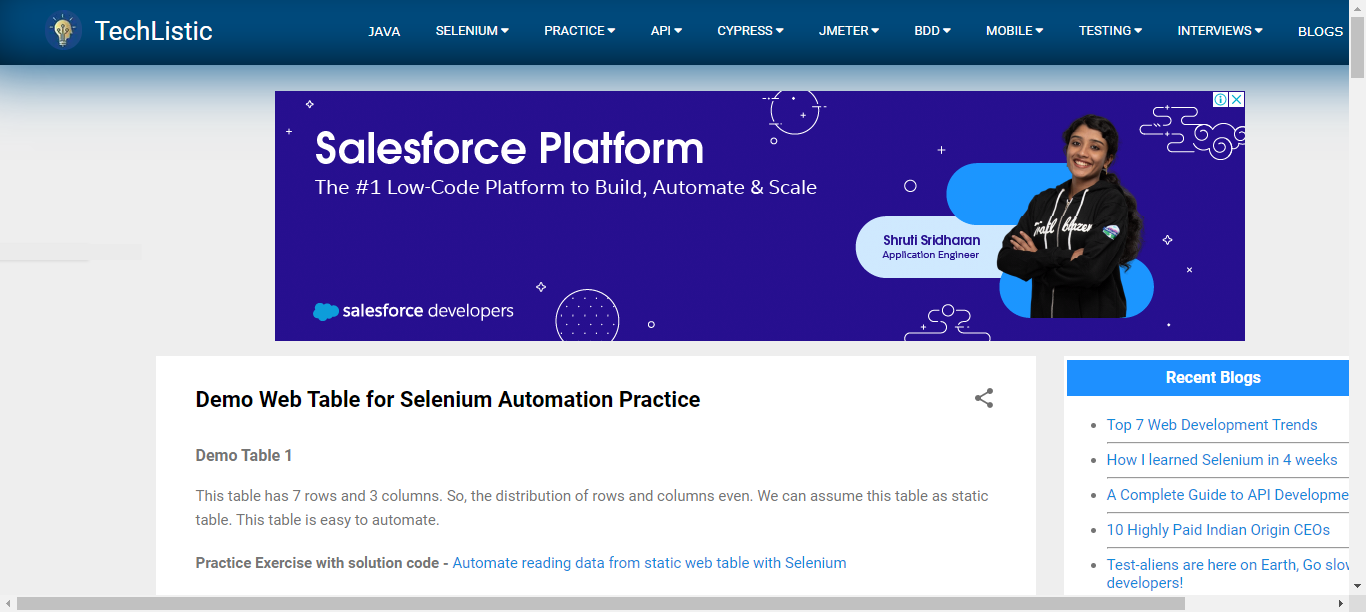 TechListic
JAVA
SELENIUM
PRACTICE
API
CYPRESS
JMETER
BDD
MOBILE
TESTING
INTERVIEWS
BLOGS
Salesforce Platform
The #1 Low-Code Platform to Build, Automate & Scale
Shruti Sridharan
Application Engineer
salesforce developers
Demo Web Table for Selenium Automation Practice
Demo Table 1
This table has 7 rows and 3 columns. So, the distribution of rows and columns even. We can assume this table as static
table. This table is easy to automate.
Practice Exercise with solution code - Automate reading data from static web table with Selenium
Recent Blogs
Top 7 Web Development Trends
How I learned Selenium in 4 weeks
A Complete Guide to API Developme
10 Highly Paid Indian Origin CEOs
Test-aliens are here on Earth, Go slov
developers!